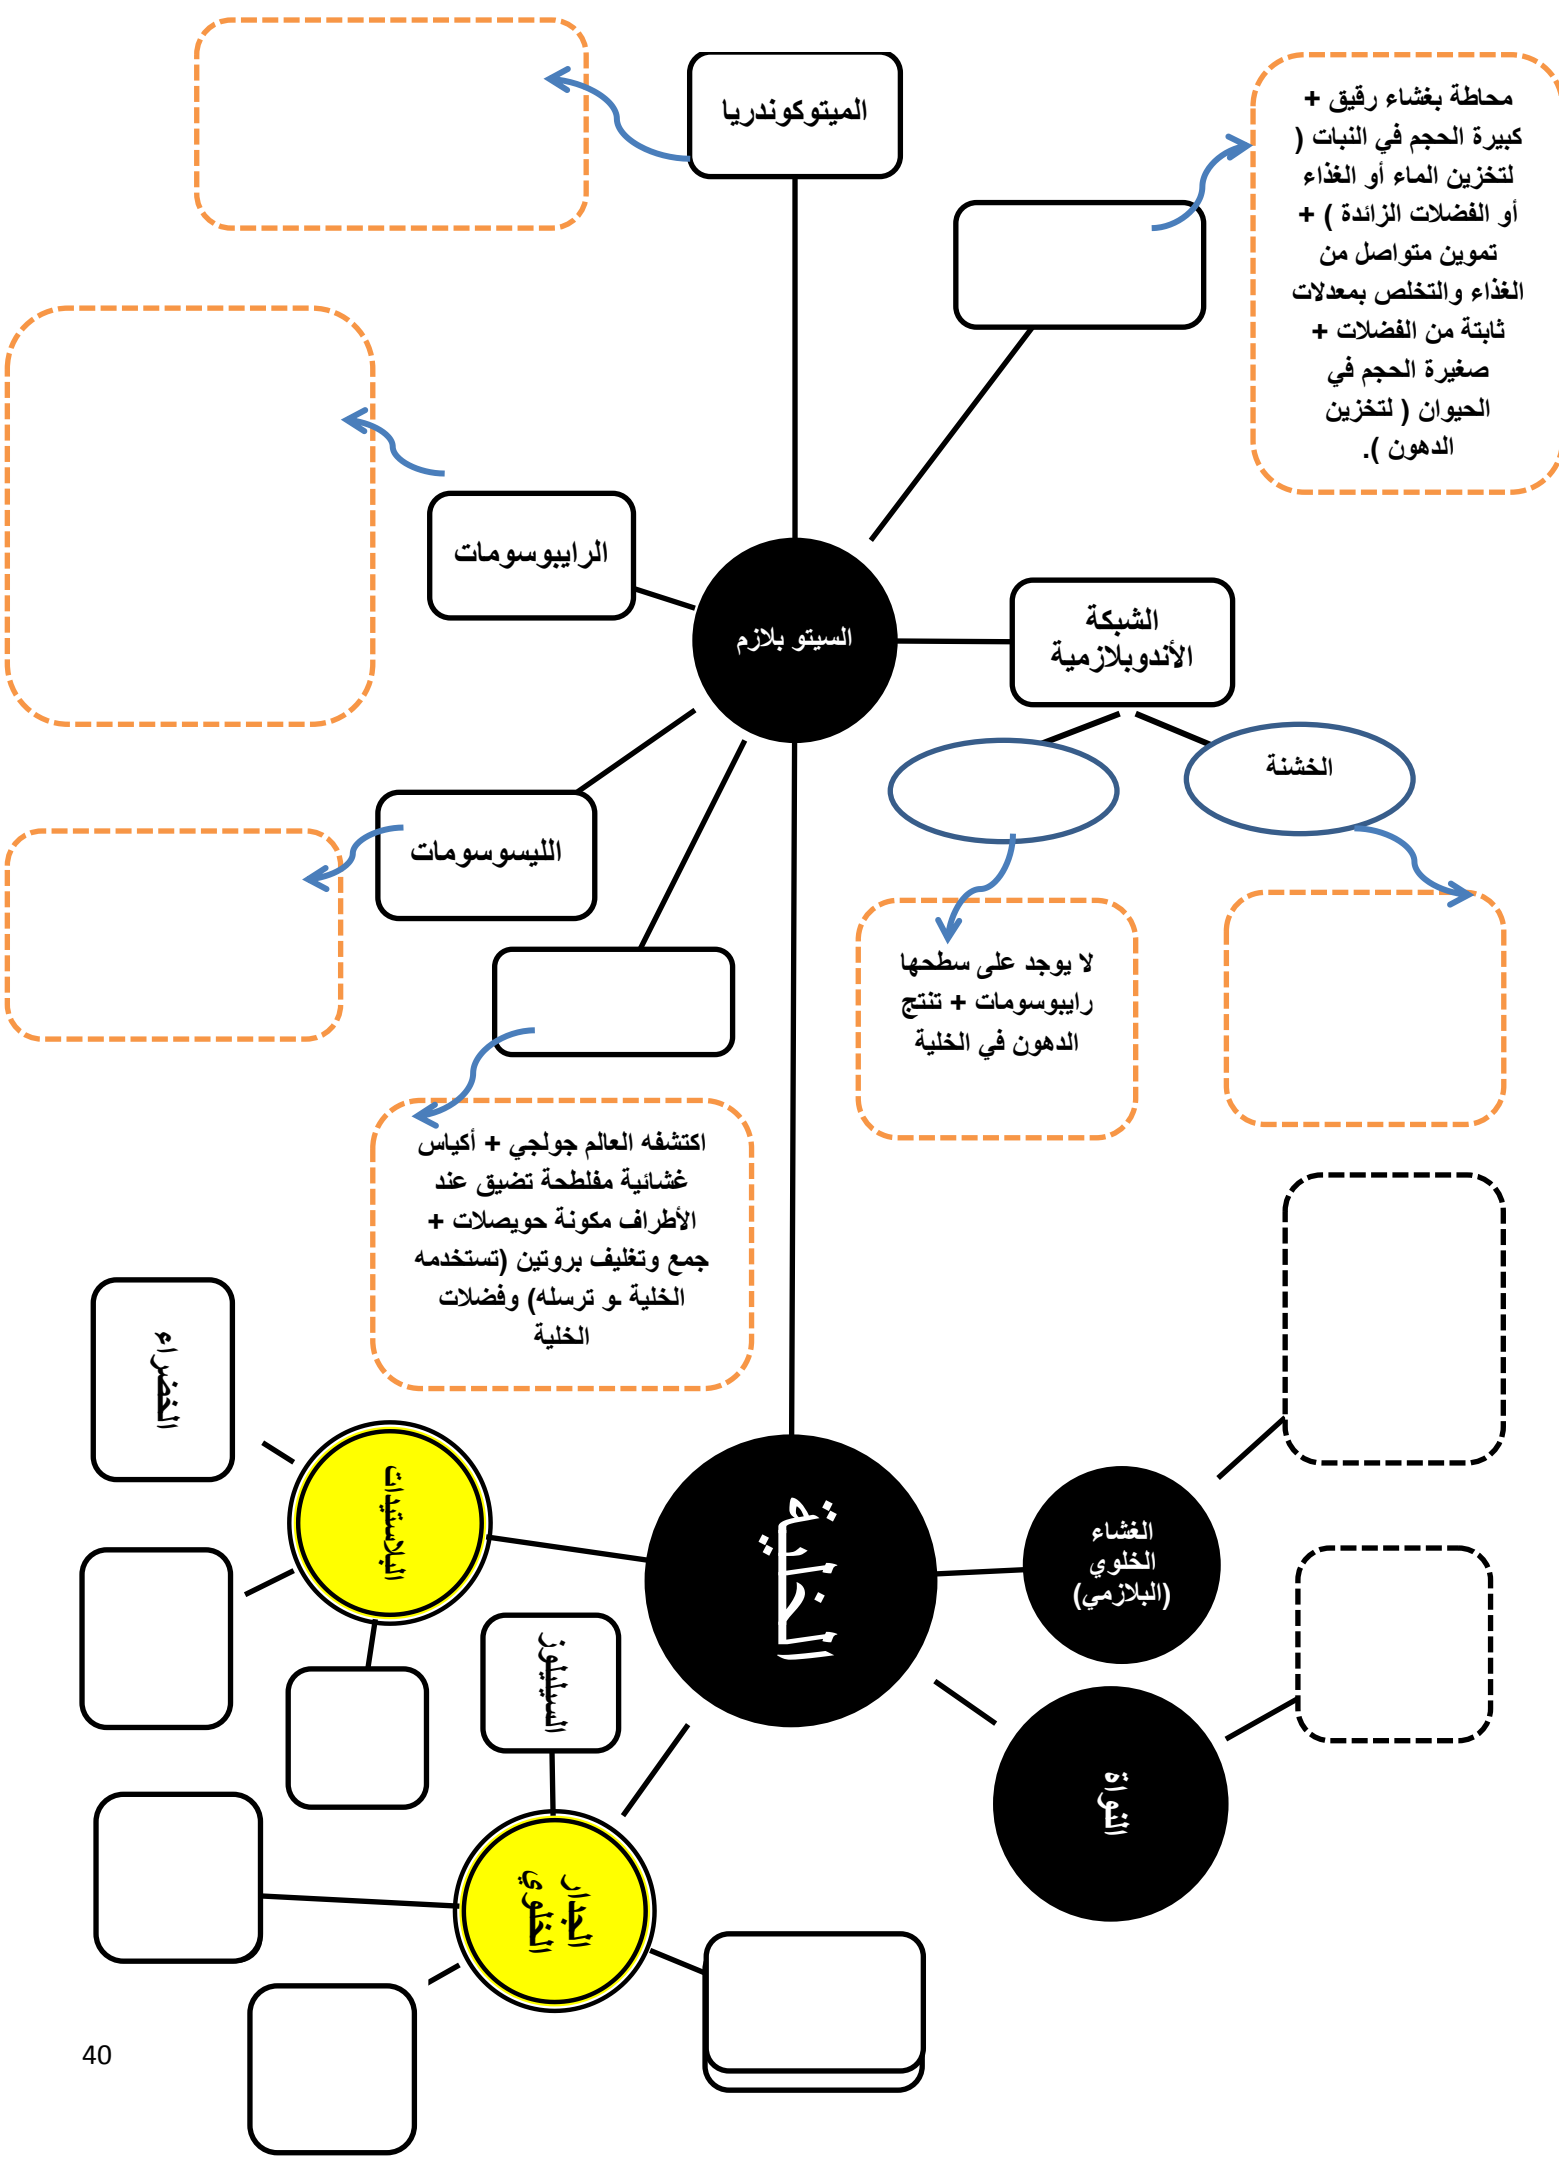 الميتوكوندريا
محاطة بغشاء رقيق +
كبيرة الحجم في النبات (
لتخزين الماء أو الغذاء
أو الفضلات الزائدة ) +
تموين متواصل من
الغذاء والتخلص بمعدلات
ثابتة من الفضلات +
صغيرة الحجم في
الحيوان ( لتخزين
الدهون ).
الرايبوسومات
السيتو بلازم
الشبكة
الأندوبلازمية
الخشنة
الليسوسومات
لا يوجد على سطحها
رايبوسومات + تنتج
الدهون في الخلية
اكتشفه العالم جولجي + أكياس
غشائية مفلطحة تضيق عند
الأطراف مكونة حويصلات +
جمع وتغليف بروتين (تستخدمه
الخلية -و ترسله) وفضلات
الخلية
الخضراء
البلاستيدات
الخلية
الغشاء
الخلوي
(البلازمي)
السيليلوز
النواة
الجدار
الخلوي
40